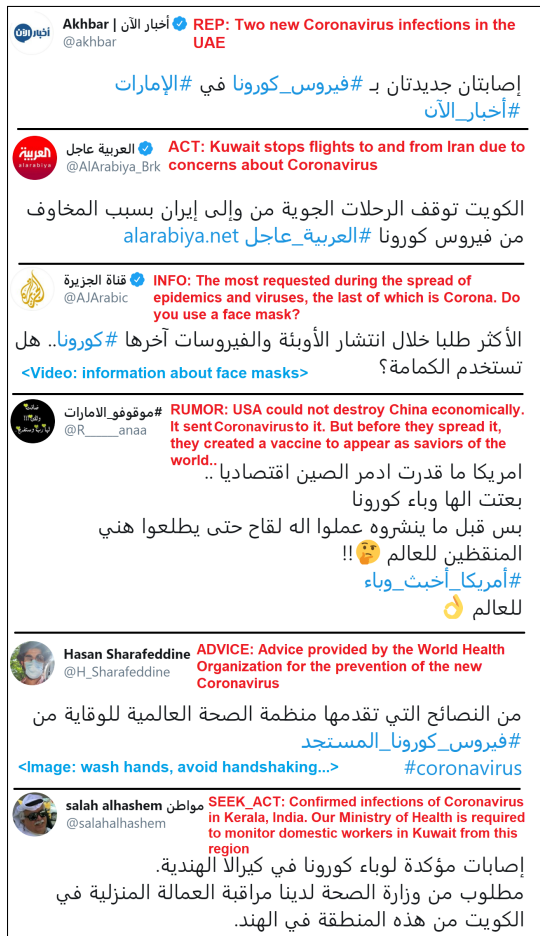 Akhbar | أخبار الآن
@akhbar
REP: Two new Coronavirus infections in the
UAE
إصابتان جديدتان بـ #فيروس_كورونا في #الإمارات
#أخبار_الآن
العربية
alarabiya
العربية عاجل
@AlArabiya_Brk
ACT: Kuwait stops flights to and from Iran due to
concerns about Coronavirus
الكويت توقف الرحلات الجوية من وإلى إيران بسبب المخاوف
من فيروس كورونا #العربية_عاجل alarabiya.net
قناة الجزيرة
@AJArabic
INFO: The most requested during the spread of
epidemics and viruses, the last of which is Corona. Do
you use a face mask?
الأكثر طلبا خلال انتشار الأوبئة والفيروسات آخرها #كورونا.. هل
تستخدم الكمامة؟
<Video: information about face masks>
#موقوفو_الامارات
@R_____anaa
RUMOR: USA could not destroy China economically.
It sent Coronavirus to it. But before they spread it,
they created a vaccine to appear as saviors of the
world..
امريكا ما قدرت ادمر الصين اقتصاديا ..
بعتت الها وباء كورونا
بس قبل ما ينشروه عملوا اله لقاح حتى يطلعوا هني
المنقظين للعالم 🤔!!
#أمريكا_أخبث_وباء
للعالم 👌
Hasan Sharafeddine
@H_Sharafeddine
ADVICE: Advice provided by the World Health
Organization for the prevention of the new
Coronavirus
من النصائح التي تقدمها منظمة الصحة العالمية للوقاية من
#فيروس_كورونا_المستجد
#coronavirus
<Image: wash hands, avoid handshaking...>
salah alhashem مواطن
@salahalhashem
SEEK_ACT: Confirmed infections of Coronavirus
in Kerala, India. Our Ministry of Health is required
to monitor domestic workers in Kuwait from this
region
إصابات مؤكدة لوباء كورونا في كيرالا الهندية.
مطلوب من وزارة الصحة لدينا مراقبة العمالة المنزلية في
الكويت من هذه المنطقة في الهند.